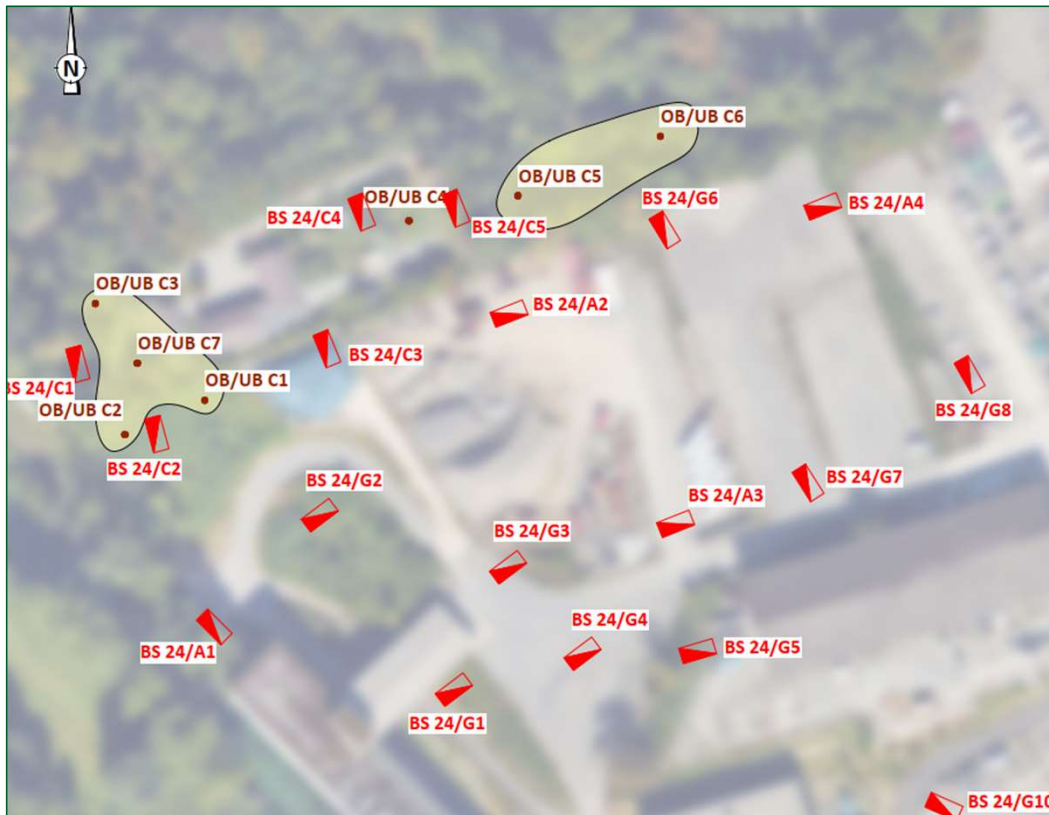 N
OB/UB C6
OB/UB C5
OB/UB C4
BS 24/C4
BS 24/C5
BS 24/G6
BS 24/A4
OB/UB C3
BS 24/A2
OB/UB C7
BS 24/C3
BS 24/C1
OB/UB C1
OB/UB C2
BS 24/G8
BS 24/C2
BS 24/G2
BS 24/G7
BS 24/A3
BS 24/G3
BS 24/G4
BS 24/A1
BS 24/G5
BS 24/G1
BS 24/G10